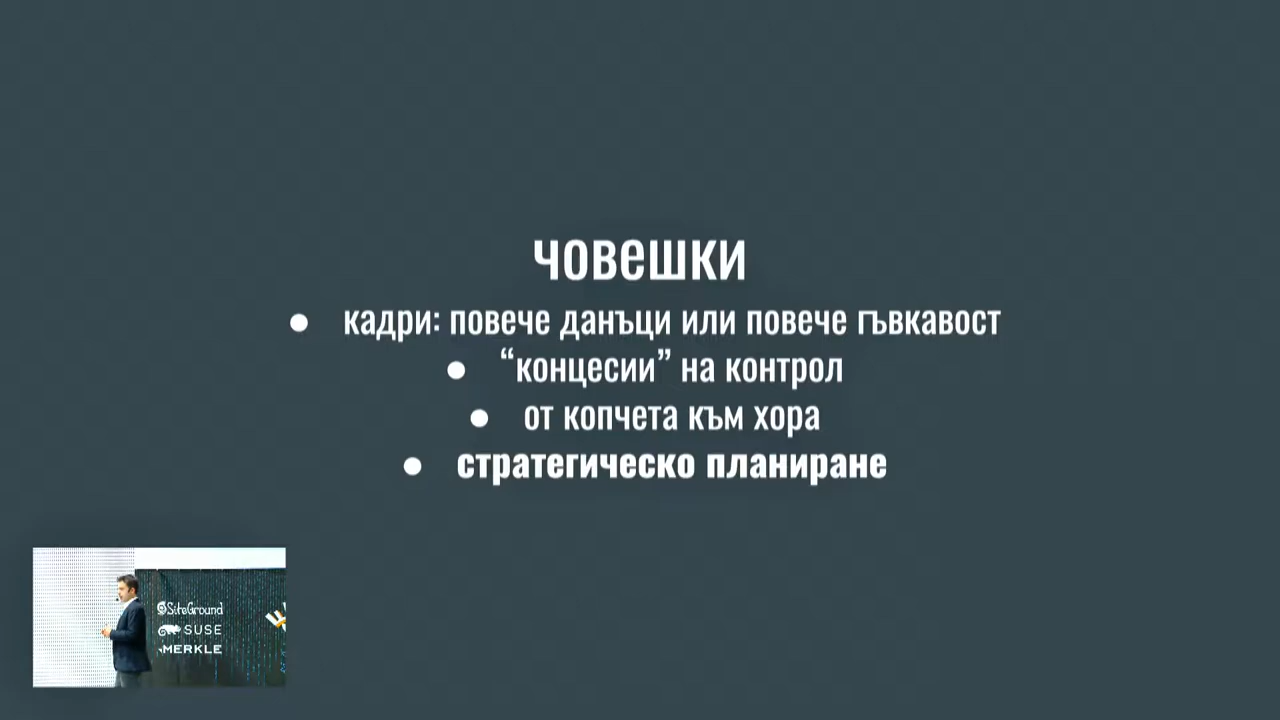 човешки
● кадри: повече данъци или повече гъвкавост
● “концесии” на контрол
● от копчета към хора
● стратегическо планиране
SiteGround
SUSE
MERKLE